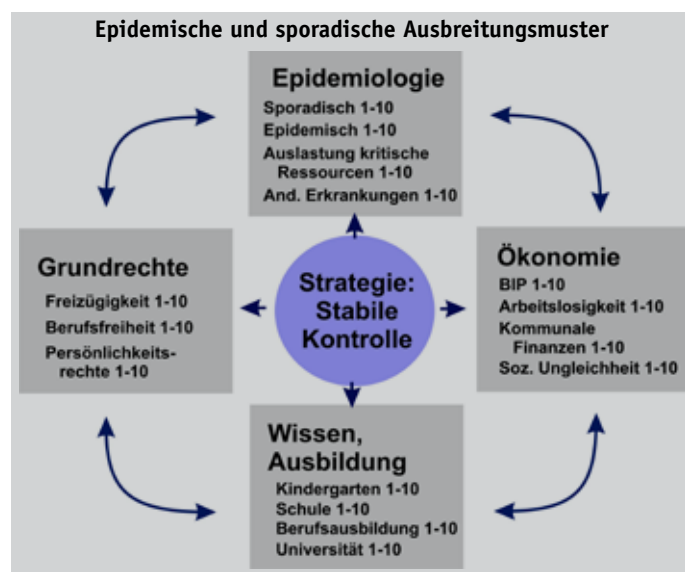 Epidemische und sporadische Ausbreitungsmuster
Epidemiologie
Sporadisch 1-10
Epidemisch 1-10
Auslastung kritische
Ressourcen 1-10
And. Erkrankungen 1-10
Grundrechte
Freizügigkeit 1-10
Berufsfreiheit 1-10
Persönlichkeits-
rechte 1-10
Strategie:
Stabile
Kontrolle
Ökonomie
BIP 1-10
Arbeitslosigkeit 1-10
Kommunale
Finanzen 1-10
Soz. Ungleichheit 1-10
Wissen,
Ausbildung
Kindergarten 1-10
Schule 1-10
Berufsausbildung 1-10
Universität 1-10